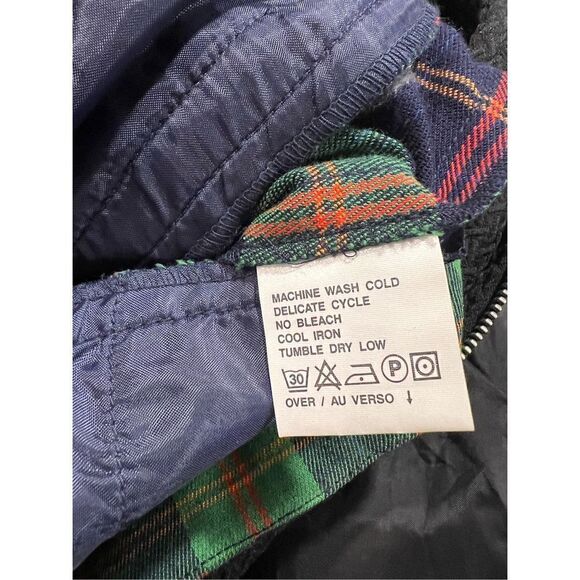 MACHINE WASH COLD
DELICATE CYCLE
NO BLEACH
COOL IRON
TUMBLE DRY LOW
30 P
OVER / AU VERSO ↓